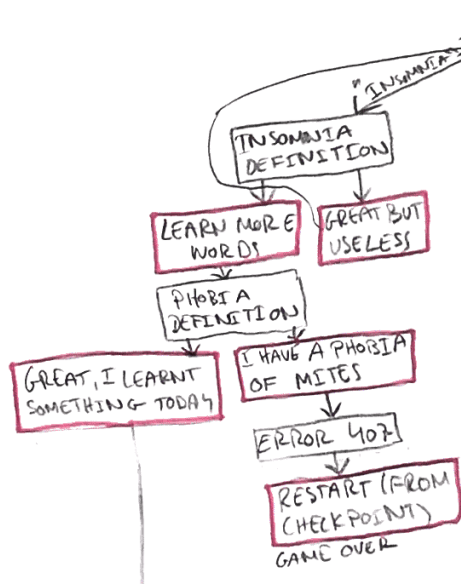 "INSOMNIA
INSOMNIA
DEFINITION
LEARN MORE
WORDS
GREAT BUT
USELESS
PHOBIA
DEFINITION
GREAT, I LEARNT
SOMETHING TODAY
I HAVE A PHOBIA
OF MITES
ERROR 407
RESTART (FROM
CHECKPOINT)
GAME OVER